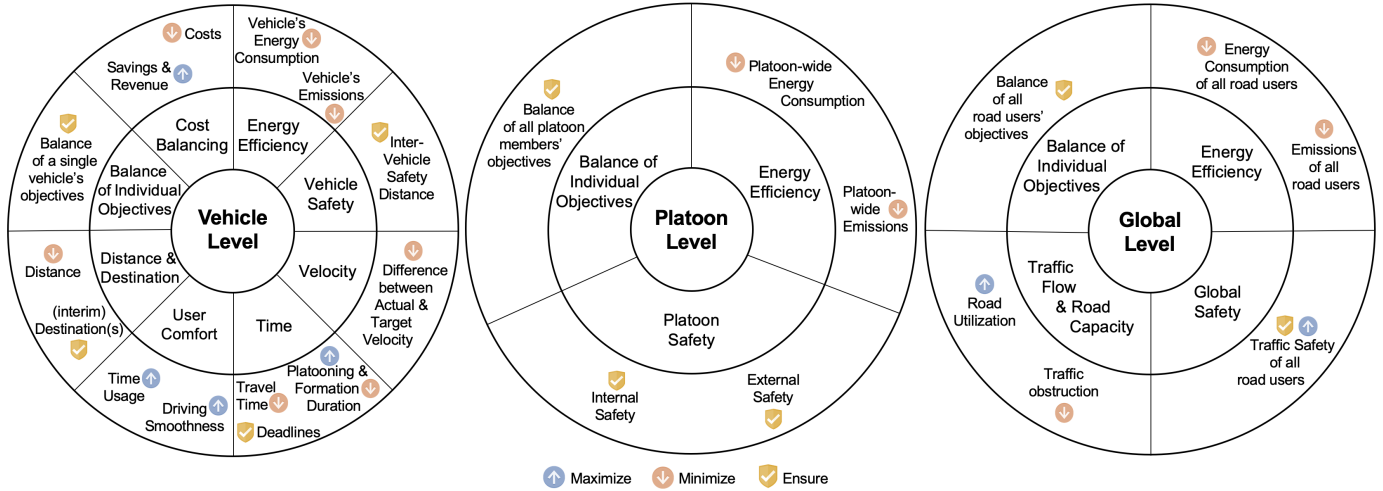 Costs
Savings &
Revenue
Vehicle's
Energy
Consumption
Vehicle's
Emissions
Balance
of a single
vehicle's
objectives
Cost
Balancing
Energy
Efficiency
Inter-
Vehicle
Safety
Distance
Balance
of Individual
Objectives
Vehicle
Safety
Vehicle
Level
Distance
Distance &
Destination
Velocity
Difference
between
Actual &
Target
Velocity
(interim)
Destination(s)
User
Comfort
Time
Time
Usage
Driving
Smoothness
Travel
Time
Platooning &
Formation
Duration
Deadlines
Balance
of all platoon
members'
objectives
Platoon-wide
Energy
Consumption
Balance of
Individual
Objectives
Energy
Efficiency
Platoon-
wide
Emissions
Platoon
Level
Platoon
Safety
Internal
Safety
External
Safety
Balance
of all
road users'
objectives
Energy
Consumption
of all road users
Emissions
of all
road users
Balance of
Individual
Objectives
Energy
Efficiency
Global
Level
Road
Utilization
Traffic
Flow
& Road
Capacity
Global
Safety
Traffic Safety
of all
road users
Traffic
obstruction
Maximize
Minimize
Ensure